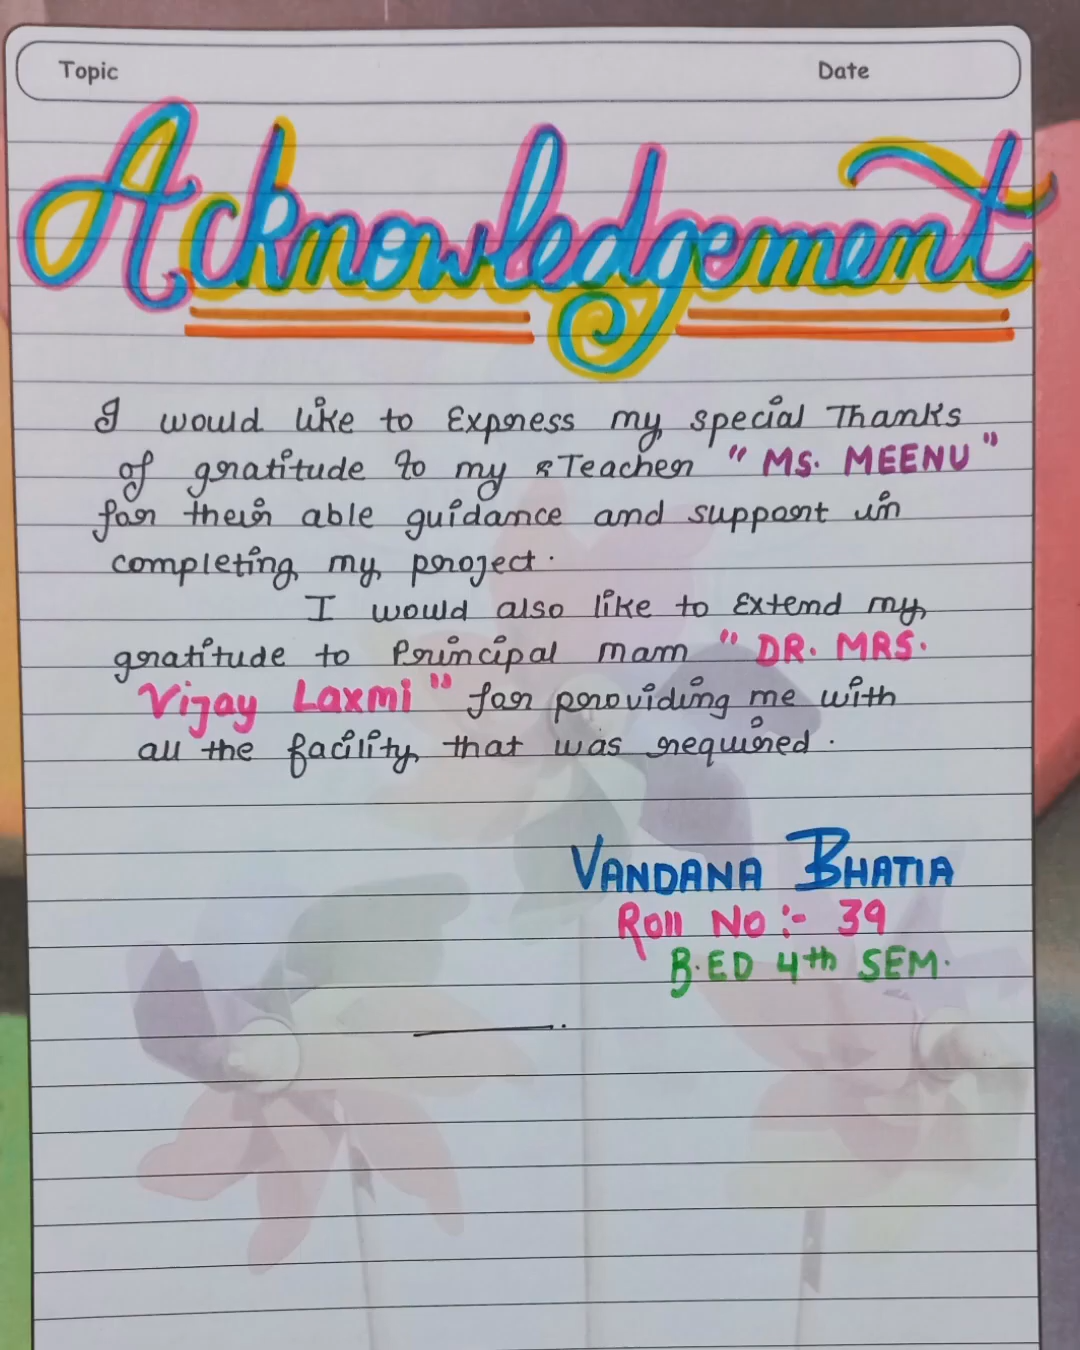 Topic Date
Acknowledgement
I would like to Express my special Thanks
of gratitude to my Teacher "MS. MEENU"
for their able guidance and support in
completing my project.
I would also like to Extend my
gratitude to Principal mam "DR. MRS.
Vijay Laxmi" for providing me with
all the facility that was required.
VANDANA BHATIA
Roll No :- 39
B.ED 4th SEM.